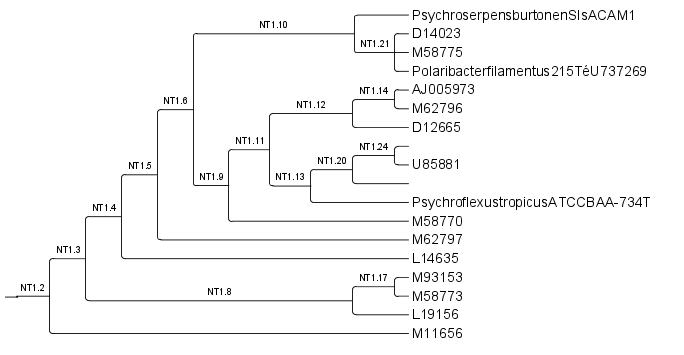 PsychroserpensburtonenSIsACAM1
NT1.10
D14023
NT1.21
M58775
Polaribacterfilamentus215TéU737269
AJ005973
NT1.14
NT1.6
NT1.12
M62796
D12665
NT1.11
NT1.24
NT1.20
U85881
NT1.5
NT1.9
NT1.13
PsychroflexustropicusATCCBAA-734T
NT1.4
M58770
M62797
NT1.3
L14635
M93153
NT1.17
NT1.2
NT1.8
M58773
L19156
M11656